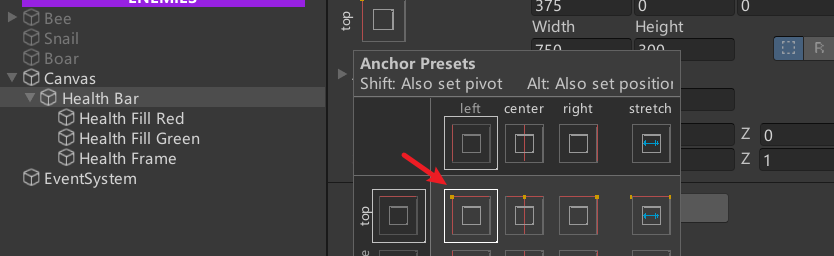 ENEMIES
Bee
Snail
Boar
Canvas
Health Bar
Health Fill Red
Health Fill Green
Health Frame
EventSystem
top
375
0
0
Width
Height
750
300
R
Anchor Presets
Shift: Also set pivot
Alt: Also set position
left
center
right
stretch
top
Z
0
Z
1